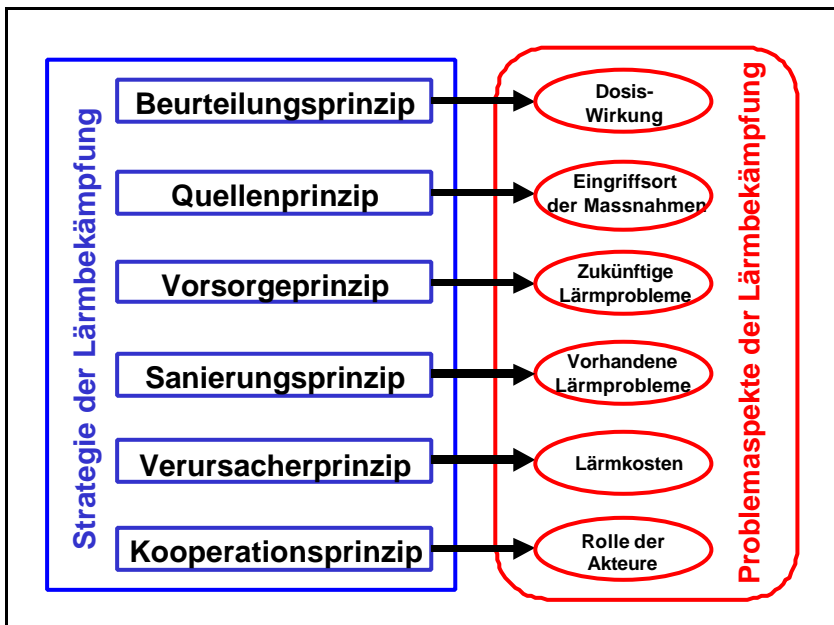 Strategie der Lärmbekämpfung
Beurteilungsprinzip
Dosis-
Wirkung
Quellenprinzip
Eingriffsort
der Massnahmen
Vorsorgeprinzip
Zukünftige
Lärmprobleme
Sanierungsprinzip
Vorhandene
Lärmprobleme
Verursacherprinzip
Lärmkosten
Kooperationsprinzip
Rolle der
Akteure
Problemaspekte der Lärmbekämpfung